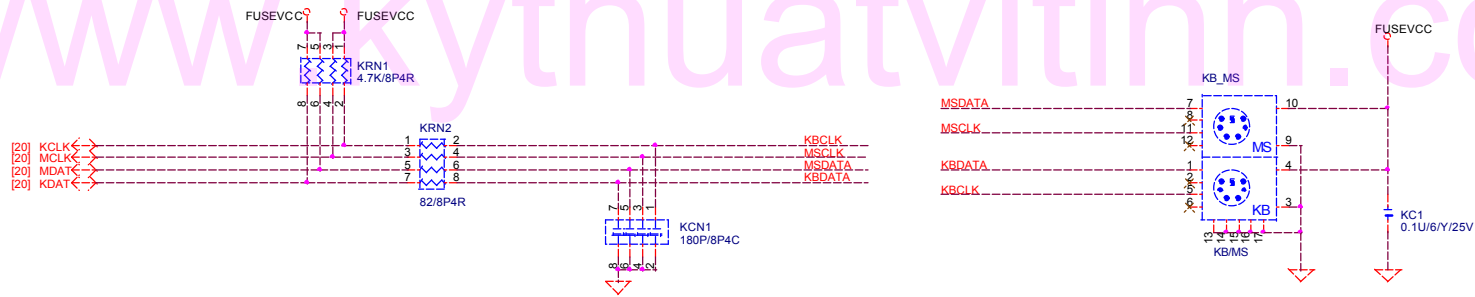 www.kythuatvitinh.co
FUSEVCC FUSEVCC
7 5 3 1
KRN1
4.7K/8P4R
8 6 4 2
[20] KCLK
[20] MCLK
[20] MDAT
[20] KDAT
KRN2
1 2
3 4
5 6
7 8
82/8P4R
KBCLK
MSCLK
MSDATA
KBDATA
7 5 3 1
KCN1
180P/8P4C
8 6 4 2
FUSEVCC
KB_MS
MSDATA 7 10
8
MSCLK 11
12 MS 9
KBDATA 1 4
2
KBCLK 5
6 KB 3
13 14 15 16 17
KB/MS
KC1
0.1U/6/Y/25V